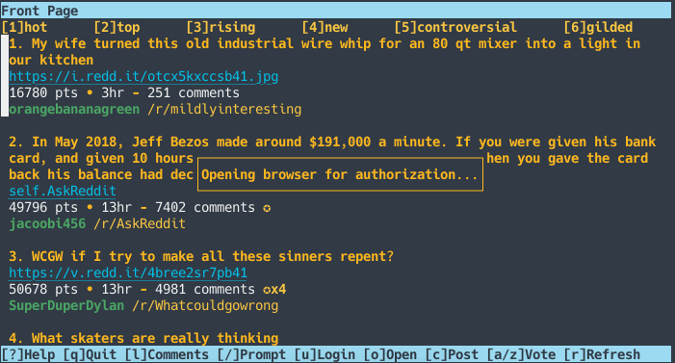 Front Page
[1]hot [2]top [3]rising [4]new [5]controversial [6]gilded
1. My wife turned this old industrial wire whip for an 80 qt mixer into a light in
our kitchen
https://i.redd.it/otcx5kxccsb41.jpg
16780 pts • 3hr - 251 comments
orangebananagreen /r/mildlyinteresting
2. In May 2018, Jeff Bezos made around $191,000 a minute. If you were given his bank
card, and given 10 hours hen you gave the card
back his balance had dec Opening browser for authorization...
self.AskReddit
49796 pts • 13hr - 7402 comments ✪
jacoobi456 /r/AskReddit
3. WCGW if I try to make all these sinners repent?
https://v.redd.it/4bree2sr7pb41
50678 pts • 13hr - 4981 comments ✪x4
SuperDuperDylan /r/Whatcouldgowrong
4. What skaters are really thinking
[?]Help [q]Quit [l]Comments [/]Prompt [u]Login [o]Open [c]Post [a/z]Vote [r]Refresh